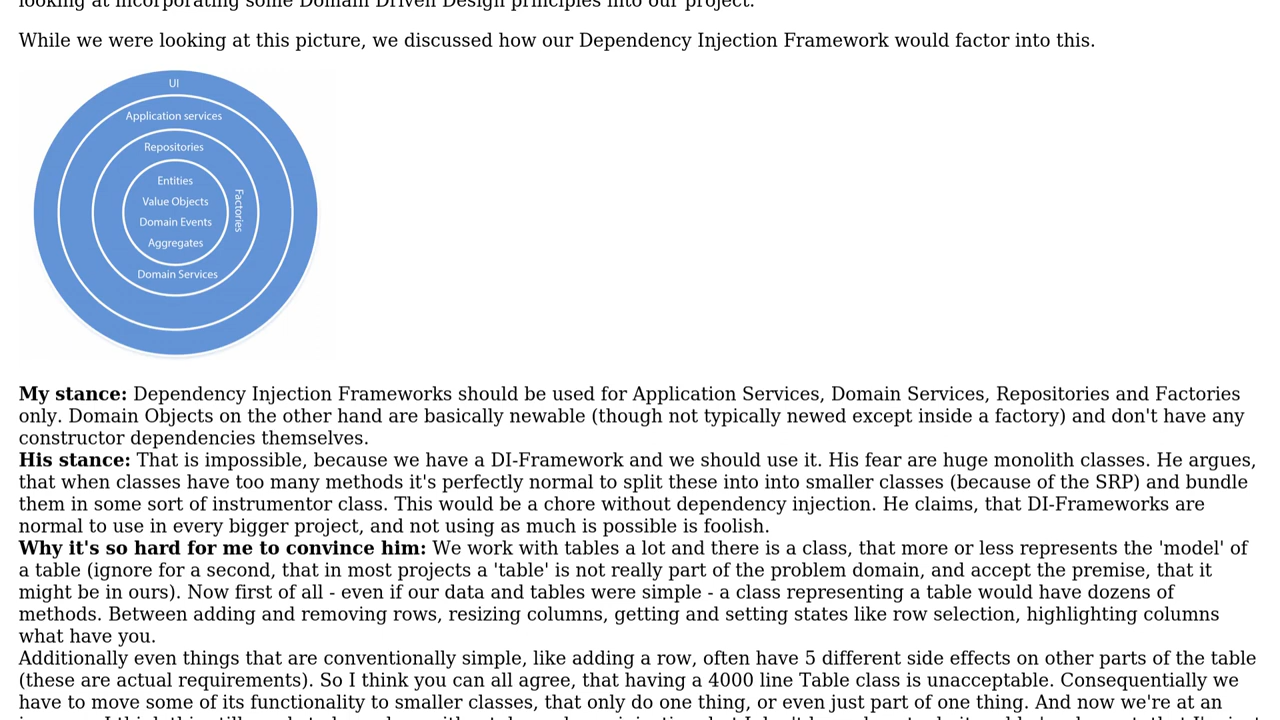 looking at incorporating some Domain Driven Design principles into our project.
While we were looking at this picture, we discussed how our Dependency Injection Framework would factor into this.
UI
Application services
Repositories
Entities
Value Objects
Domain Events
Aggregates
Factories
Domain Services
My stance: Dependency Injection Frameworks should be used for Application Services, Domain Services, Repositories and Factories
only. Domain Objects on the other hand are basically newable (though not typically newed except inside a factory) and don't have any
constructor dependencies themselves.
His stance: That is impossible, because we have a DI-Framework and we should use it. His fear are huge monolith classes. He argues,
that when classes have too many methods it's perfectly normal to split these into into smaller classes (because of the SRP) and bundle
them in some sort of instrumentor class. This would be a chore without dependency injection. He claims, that DI-Frameworks are
normal to use in every bigger project, and not using as much is possible is foolish.
Why it's so hard for me to convince him: We work with tables a lot and there is a class, that more or less represents the 'model' of
a table (ignore for a second, that in most projects a 'table' is not really part of the problem domain, and accept the premise, that it
might be in ours). Now first of all - even if our data and tables were simple - a class representing a table would have dozens of
methods. Between adding and removing rows, resizing columns, getting and setting states like row selection, highlighting columns
what have you.
Additionally even things that are conventionally simple, like adding a row, often have 5 different side effects on other parts of the table
(these are actual requirements). So I think you can all agree, that having a 4000 line Table class is unacceptable. Consequentially we
have to move some of its functionality to smaller classes, that only do one thing, or even just part of one thing. And now we're at an